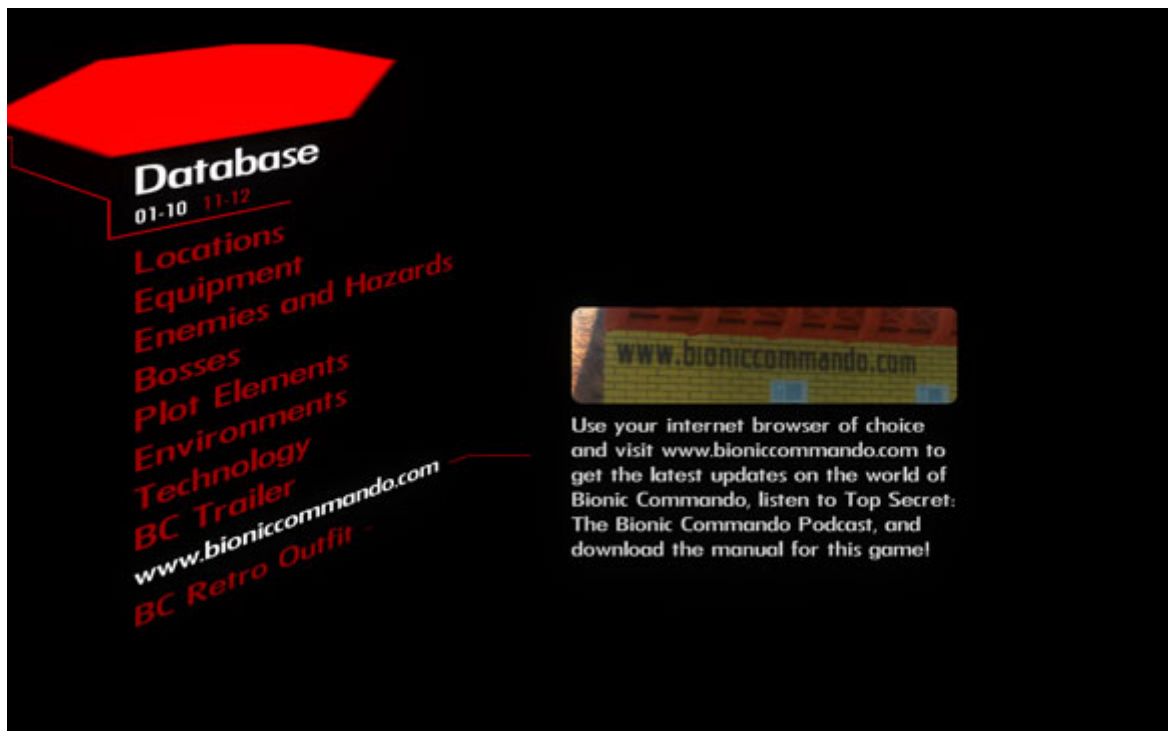 Database
01-10 11-12
Locations
Equipment
Enemies and Hazards
Bosses
Plot Elements
Environments
Technology
BC Trailer
www.bioniccommando.com
BC Retro Outfit -
www.bioniccommando.com
Use your internet browser of choice
and visit www.bioniccommando.com to
get the latest updates on the world of
Bionic Commando, listen to Top Secret:
The Bionic Commando Podcast, and
download the manual for this game!